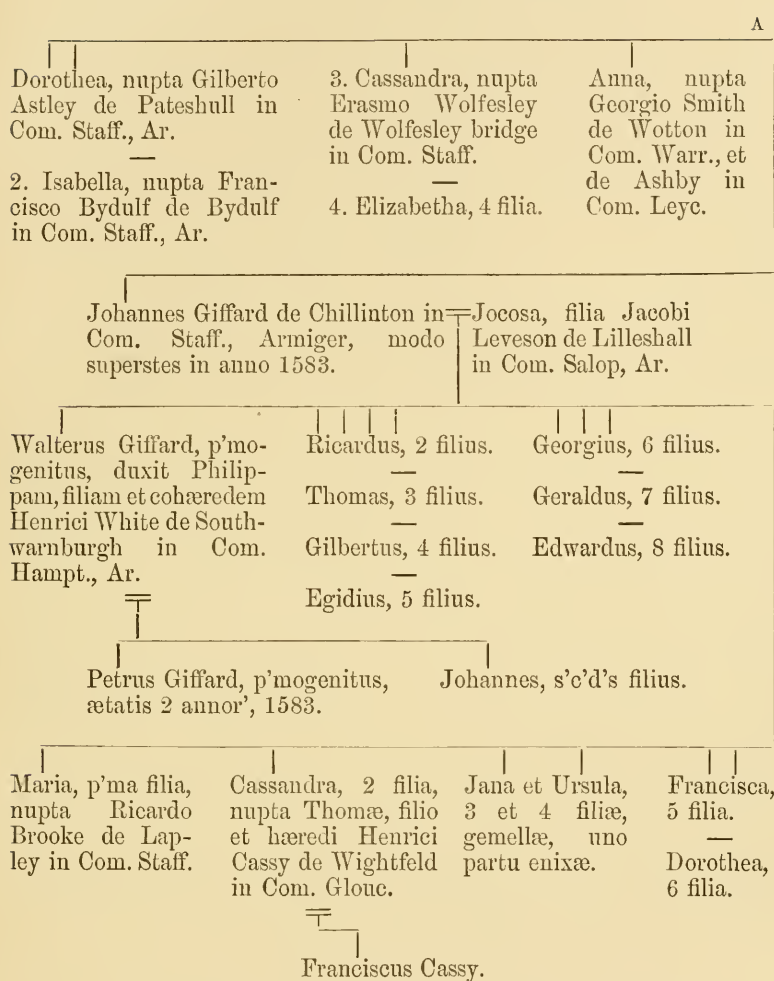 A
Dorothea, nupta Gilberto
Astley de Pateshull in
Com. Staff., Ar.
—
2. Isabella, nupta Fran-
cisco Bydulf de Bydulf
in Com. Staff., Ar.
3. Cassandra, nupta
Erasmo Wolfesley
de Wolfesley bridge
in Com. Staff.
—
4. Elizabetha, 4 filia.
Anna, nupta
Georgio Smith
de Wotton in
Com. Warr., et
de Ashby in
Com. Leyc.
Johannes Giffard de Chillinton in
Com. Staff., Armiger, modo
superstes in anno 1583.
Jocosa, filia Jacobi
Leveson de Lilleshall
in Com. Salop, Ar.
Walterus Giffard, p'mo-
genitus, duxit Philip-
pam, filiam et cohæredem
Henrici White de South-
warnburgh in Com.
Hampt., Ar.
Ricardus, 2 filius.
—
Thomas, 3 filius.
—
Gilbertus, 4 filius.
—
Egidius, 5 filius.
Georgius, 6 filius.
—
Geraldus, 7 filius.
—
Edwardus, 8 filius.
Petrus Giffard, p'mogenitus,
ætatis 2 annor', 1583.
Johannes, s'c'd's filius.
Maria, p'ma filia,
nupta Ricardo
Brooke de Lap-
ley in Com. Staff.
Cassandra, 2 filia,
nupta Thomæ, filio
et hæredi Henrici
Cassy de Wightfeld
in Com. Glouc.
Jana et Ursula,
3 et 4 filiæ,
gemellæ, uno
partu enixæ.
Francisca,
5 filia.
—
Dorothea,
6 filia.
Franciscus Cassy.